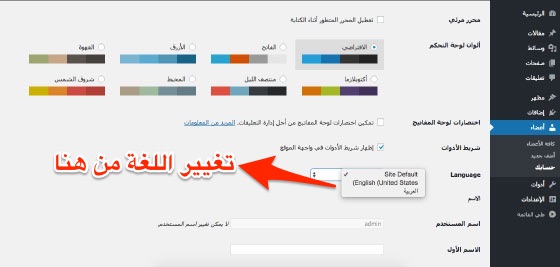 الرئيسية
مقالات
وسائط
صفحات
تعليقات
مظهر
إضافات
أعضاء
كافة الأعضاء
أضف جديد
حسابك
أدوات
الإعدادات
طي القائمة
محرر مرئي
تعطيل المحرر المتطور أثناء الكتابة
ألوان لوحة التحكم
الافتراضي
الفاتح
الأزرق
القهوة
أكتوبلازما
منتصف الليل
المحيط
شروق الشمس
اختصارات لوحة المفاتيح
تمكين اختصارات لوحة المفاتيح من أجل إدارة التعليقات. المزيد من المعلومات
شريط الأدوات
إظهار شريط الأدوات في واجهة الموقع
تغيير اللغة من هنا
Language
Site Default
(English (United States
العربية
الاسم
اسم المستخدم
admin
لا يمكن تغيير اسم المستخدم.
الاسم الأول